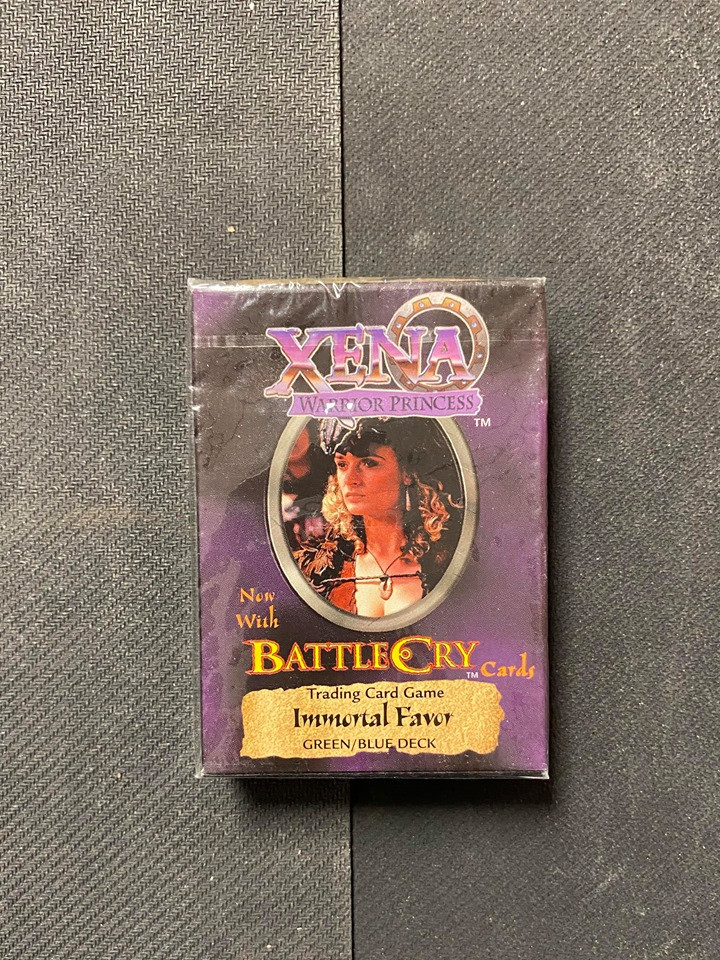 XENA
WARRIOR PRINCESS
TM
Now
With
BATTLECRY
TM
Cards
Trading Card Game
Immortal Favor
GREEN/BLUE DECK